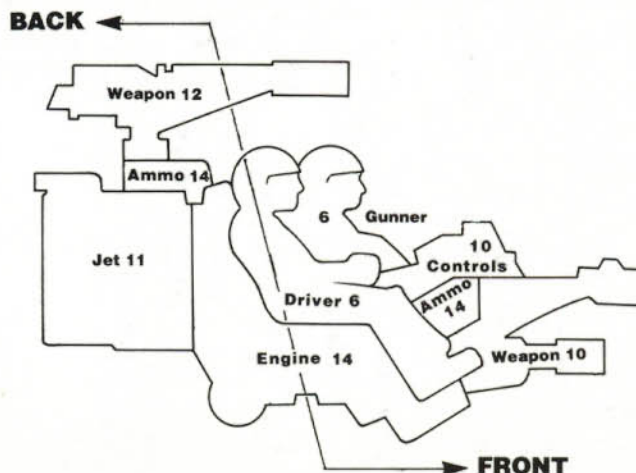 BACK
Weapon 12
Ammo 14
6 Gunner
10
Controls
Jet 11
Driver 6
Ammo
14
Engine 14
Weapon 10
FRONT